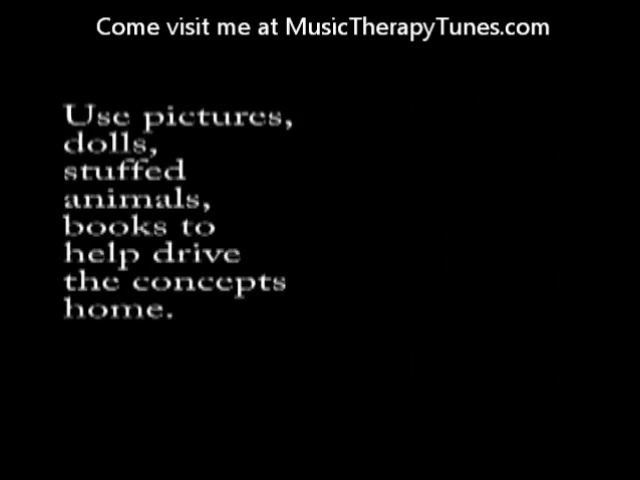 Come visit me at MusicTherapyTunes.com
Use pictures,
dolls,
stuffed
animals,
books to
help drive
the concepts
home.